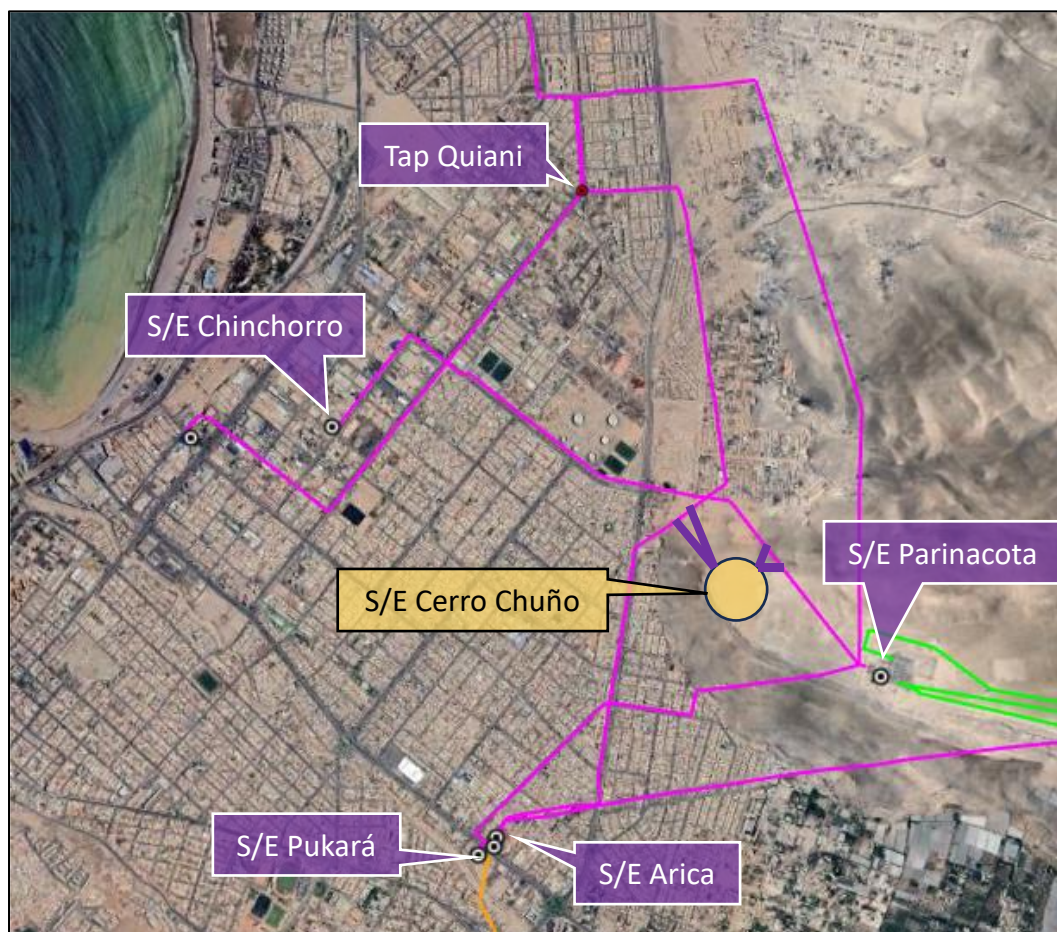 Tap Quiani
S/E Chinchorro
S/E Parinacota
S/E Cerro Chuño
S/E Pukará
S/E Arica